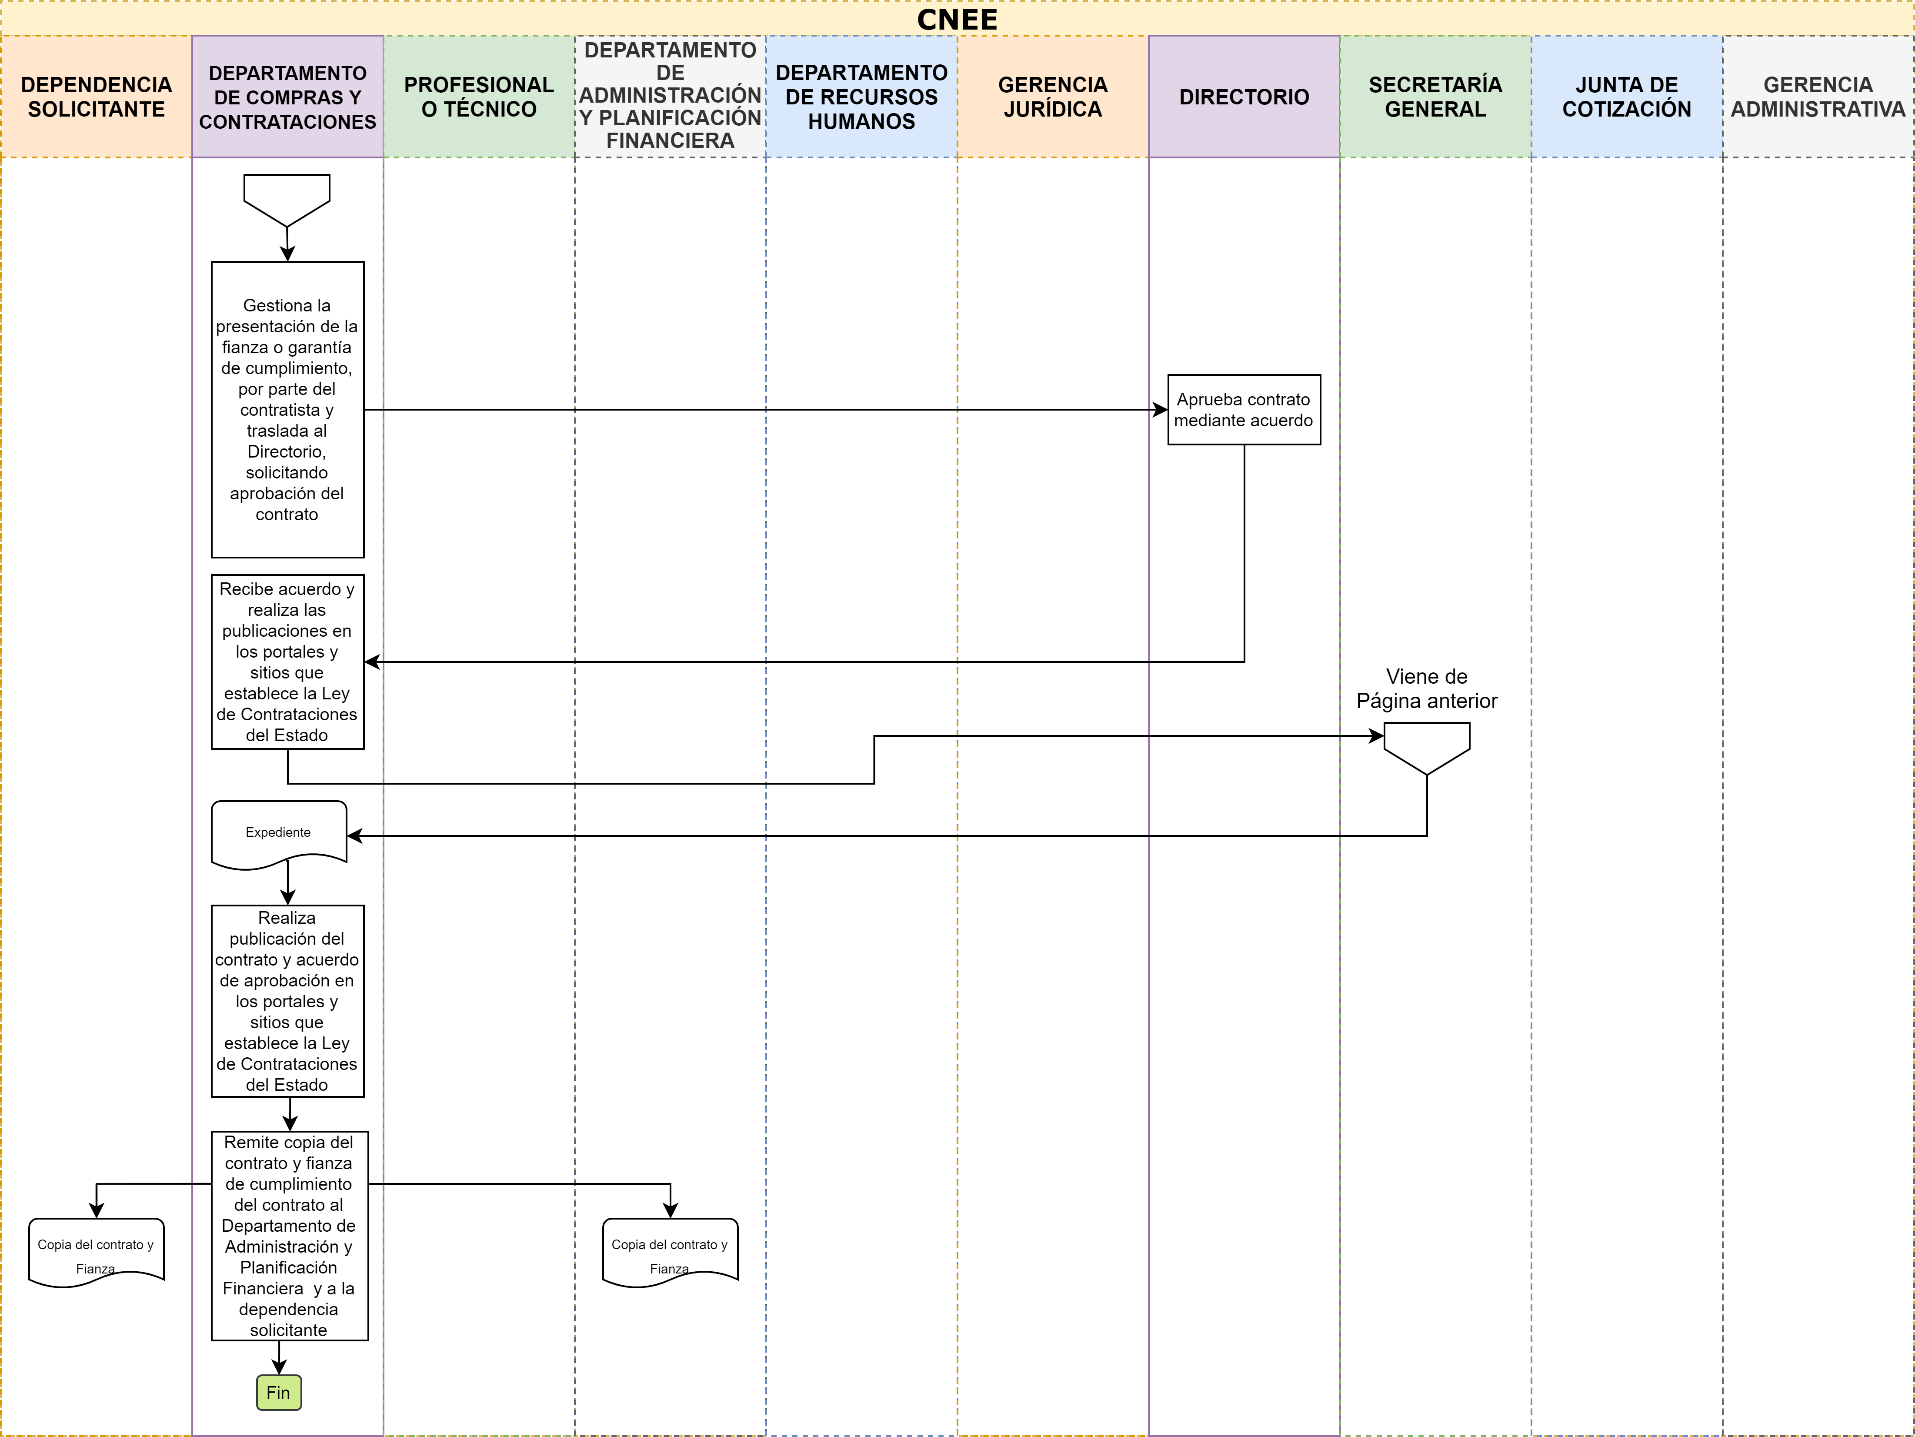 CNEE
DEPENDENCIA
SOLICITANTE
DEPARTAMENTO
DE COMPRAS Y
CONTRATACIONES
PROFESIONAL
O TÉCNICO
DEPARTAMENTO
DE
ADMINISTRACIÓN
Y PLANIFICACIÓN
FINANCIERA
DEPARTAMENTO
DE RECURSOS
HUMANOS
GERENCIA
JURÍDICA
DIRECTORIO
SECRETARÍA
GENERAL
JUNTA DE
COTIZACIÓN
GERENCIA
ADMINISTRATIVA
Gestiona la
presentación de la
fianza o garantía
de cumplimiento,
por parte del
contratista y
traslada al
Directorio,
solicitando
aprobación del
contrato
Aprueba contrato
mediante acuerdo
Recibe acuerdo y
realiza las
publicaciones en
los portales y
sitios que
establece la Ley
de Contrataciones
del Estado
Viene de
Página anterior
Expediente
Realiza
publicación del
contrato y acuerdo
de aprobación en
los portales y
sitios que
establece la Ley
de Contrataciones
del Estado
Remite copia del
contrato y fianza
de cumplimiento
del contrato al
Departamento de
Administración y
Planificación
Financiera y a la
dependencia
solicitante
Copia del contrato y
Fianza
Copia del contrato y
Fianza
Fin